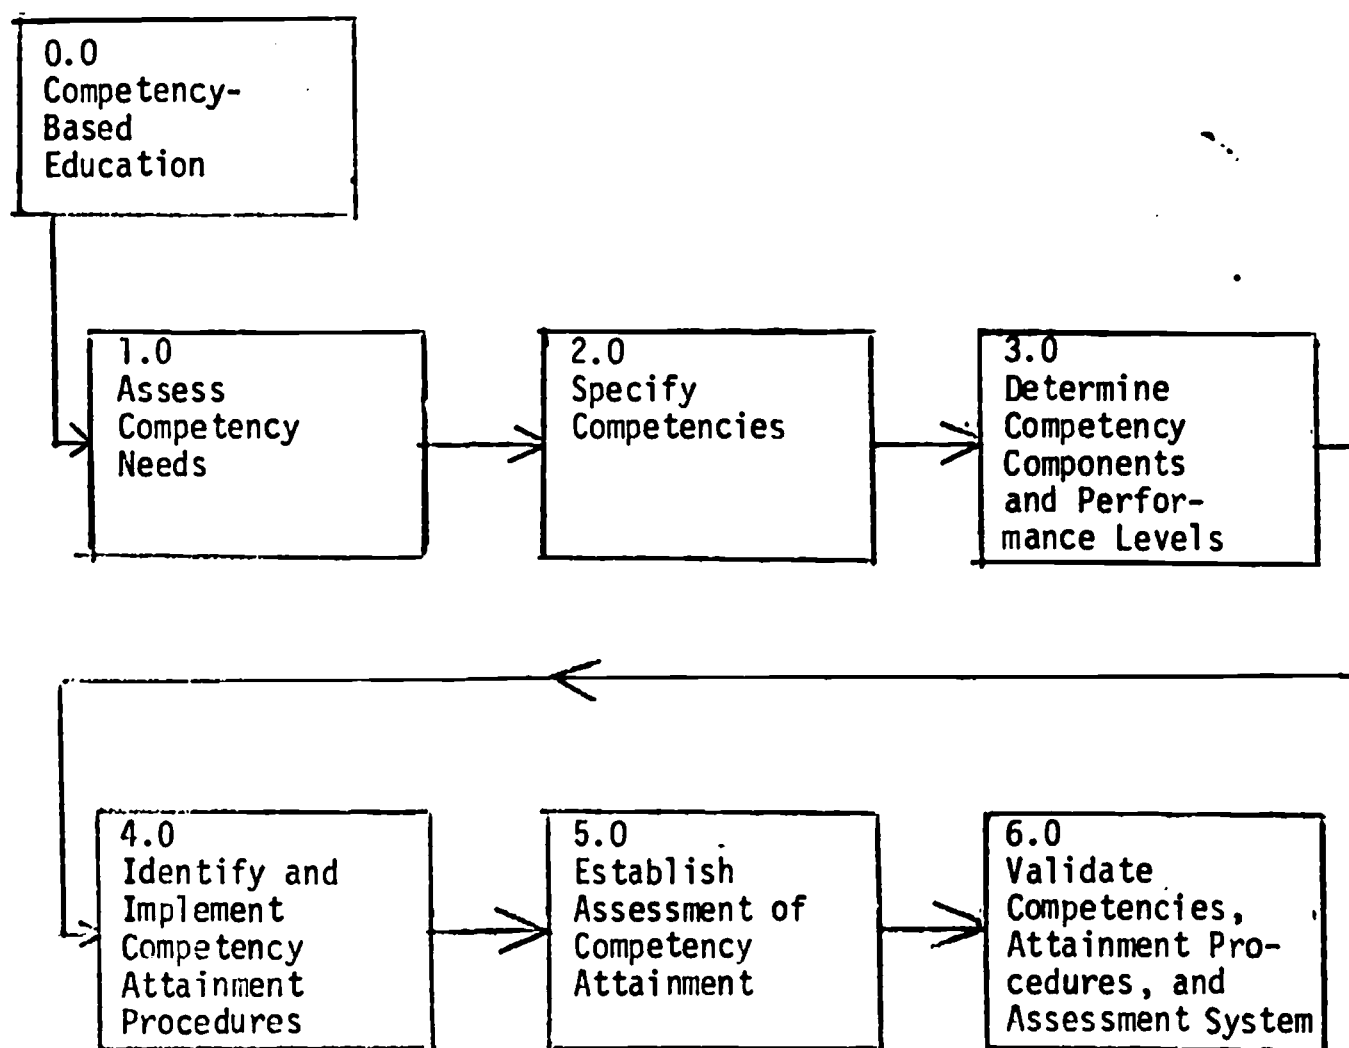 0.0
Competency-
Based
Education
1.0
Assess
Competency
Needs
2.0
Specify
Competencies
3.0
Determine
Competency
Components
and Perfor-
mance Levels
4.0
Identify and
Implement
Competency
Attainment
Procedures
5.0
Establish
Assessment of
Competency
Attainment
6.0
Validate
Competencies,
Attainment Pro-
cedures, and
Assessment System